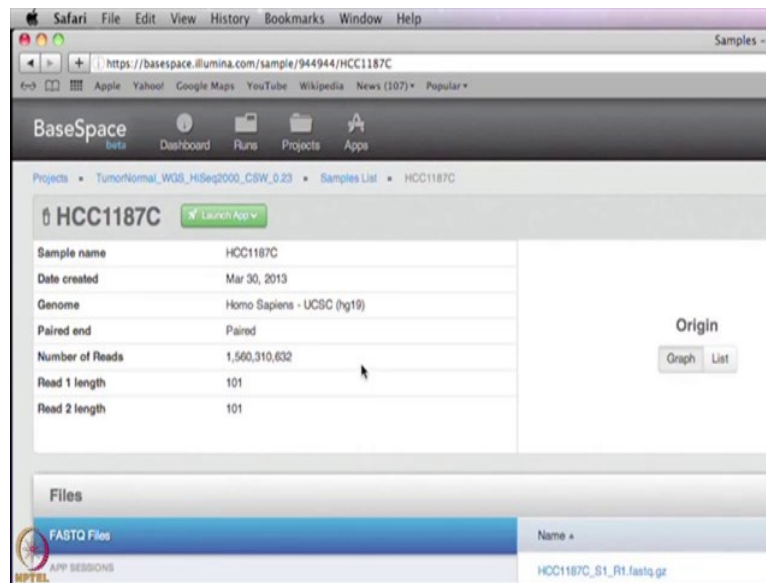 Safari File Edit View History Bookmarks Window Help
Samples -
https://basespace.illumina.com/sample/944944/HCC1187C
Apple Yahoo! Google Maps YouTube Wikipedia News (107) Popular
BaseSpace
beta
Dashboard Runs Projects Apps
Projects TumorNormal_WGS_HiSeq2000_CSW_0.23 Samples List HCC1187C
HCC1187C Launch App
Sample name HCC1187C
Date created Mar 30, 2013
Genome Homo Sapiens - UCSC (hg19)
Paired end Paired
Number of Reads 1,560,310,632
Read 1 length 101
Read 2 length 101
Origin
Graph List
Files
FASTQ Files Name
APP SESSIONS HCC1187C_S1_R1.fastq.gz
NPTEL